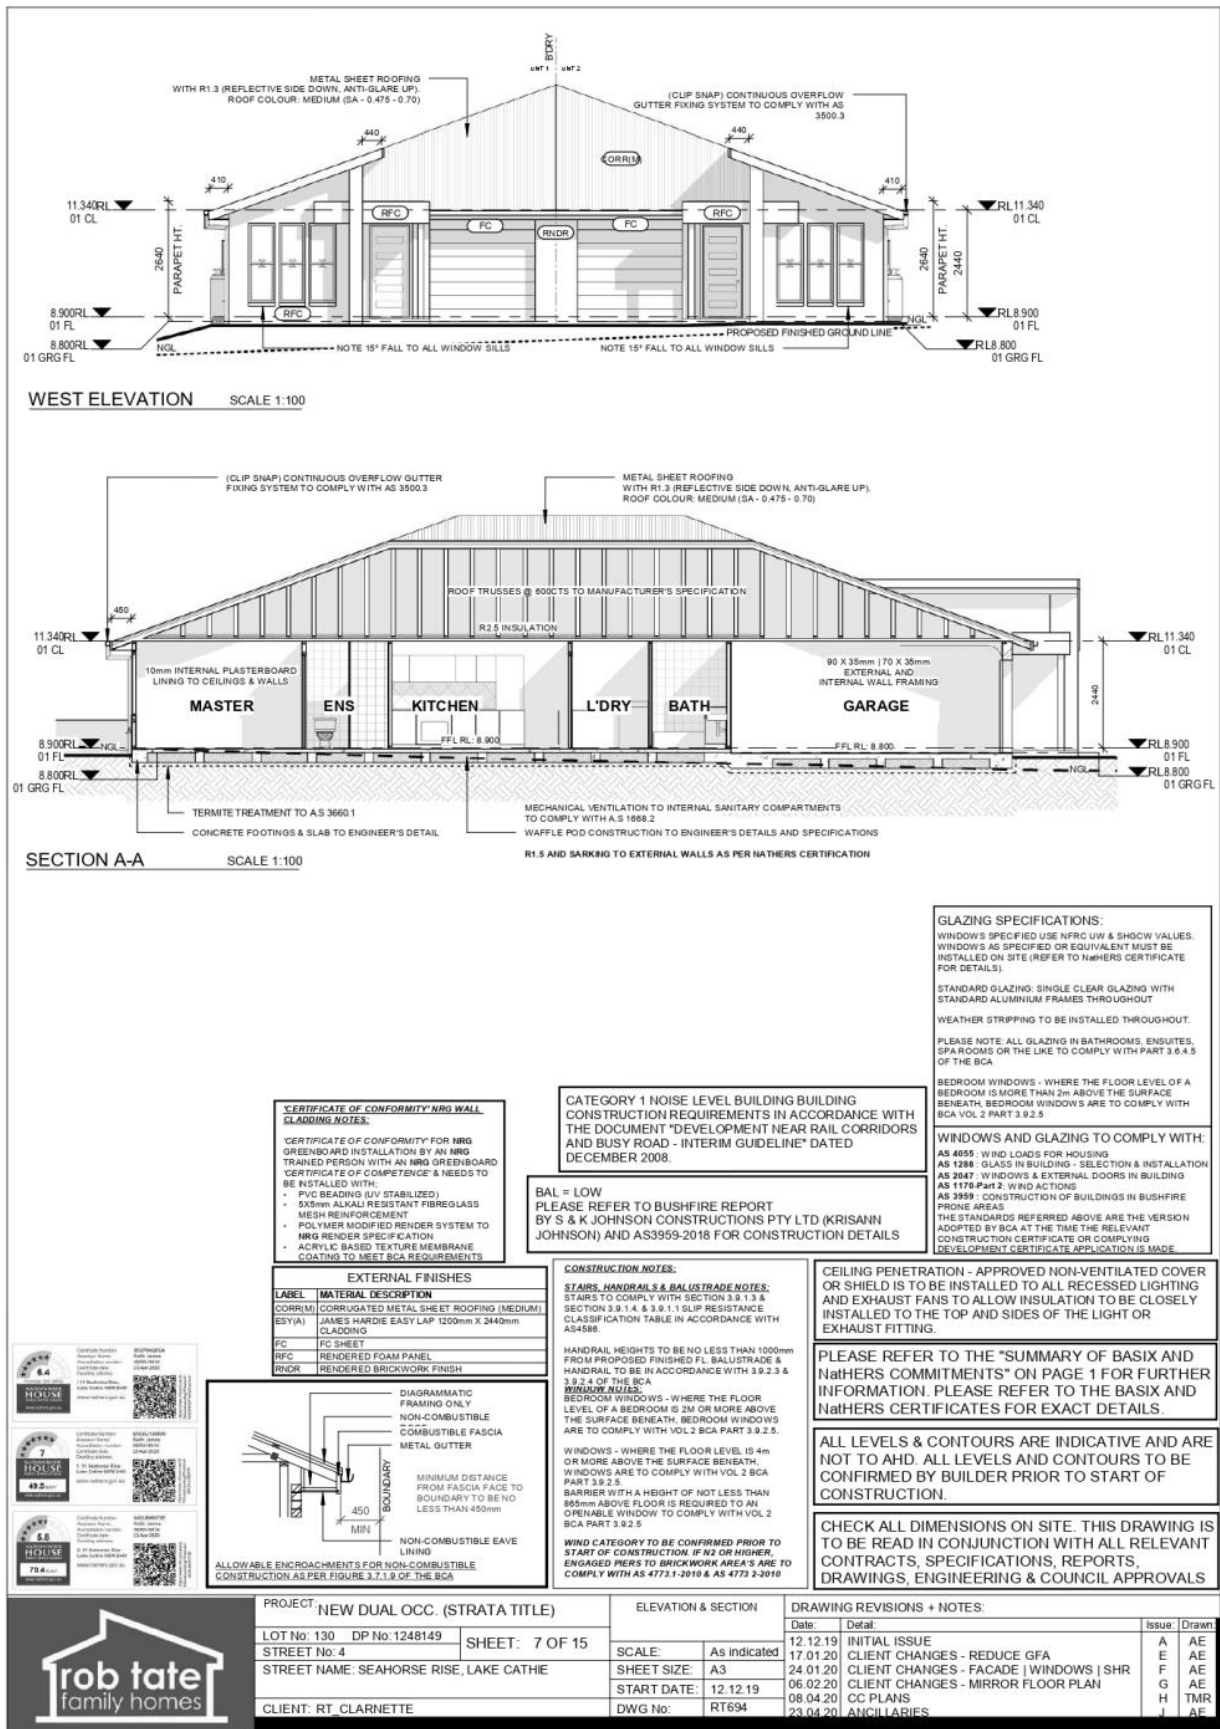 B'DRY
UNIT 1 UNIT 2
METAL SHEET ROOFING
WITH R1.3 (REFLECTIVE SIDE DOWN, ANTI-GLARE UP).
ROOF COLOUR: MEDIUM (SA - 0.475 - 0.70)
(CLIP SNAP) CONTINUOUS OVERFLOW
GUTTER FIXING SYSTEM TO COMPLY WITH AS
3500.3
440
440
CORR(M)
410
410
11.340RL
01 CL
RL11.340
01 CL
RFC
FC
RNDR
FC
RFC
2640
PARAPET HT.
2640
PARAPET HT.
2440
8.900RL
01 FL
RFC
RL8.900
01 FL
NGL
PROPOSED FINISHED GROUND LINE
8.800RL
01 GRG FL
NGL
NOTE 15° FALL TO ALL WINDOW SILLS
NOTE 15° FALL TO ALL WINDOW SILLS
RL8.800
01 GRG FL
WEST ELEVATION SCALE 1:100
(CLIP SNAP) CONTINUOUS OVERFLOW GUTTER
FIXING SYSTEM TO COMPLY WITH AS 3500.3
METAL SHEET ROOFING
WITH R1.3 (REFLECTIVE SIDE DOWN, ANTI-GLARE UP).
ROOF COLOUR: MEDIUM (SA - 0.475 - 0.70)
ROOF TRUSSES @ 600CTS TO MANUFACTURER'S SPECIFICATION
R2.5 INSULATION
450
11.340RL
01 CL
RL11.340
01 CL
10mm INTERNAL PLASTERBOARD
LINING TO CEILINGS & WALLS
90 X 35mm | 70 X 35mm
EXTERNAL AND
INTERNAL WALL FRAMING
MASTER ENS KITCHEN L'DRY BATH GARAGE
2440
FFL RL: 8.900
FFL RL: 8.800
8.900RL
01 FL
NGL
RL8.900
01 FL
8.800RL
01 GRG FL
NGL
RL8.800
01 GRG FL
TERMITE TREATMENT TO A.S 3660.1
CONCRETE FOOTINGS & SLAB TO ENGINEER'S DETAIL
MECHANICAL VENTILATION TO INTERNAL SANITARY COMPARTMENTS
TO COMPLY WITH A.S 1668.2
WAFFLE POD CONSTRUCTION TO ENGINEER'S DETAILS AND SPECIFICATIONS
R1.5 AND SARKING TO EXTERNAL WALLS AS PER NATHERS CERTIFICATION
SECTION A-A SCALE 1:100
GLAZING SPECIFICATIONS:
WINDOWS SPECIFIED USE NFRC UW & SHGCW VALUES.
WINDOWS AS SPECIFIED OR EQUIVALENT MUST BE
INSTALLED ON SITE (REFER TO NatHERS CERTIFICATE
FOR DETAILS).
STANDARD GLAZING: SINGLE CLEAR GLAZING WITH
STANDARD ALUMINIUM FRAMES THROUGHOUT
WEATHER STRIPPING TO BE INSTALLED THROUGHOUT.
PLEASE NOTE: ALL GLAZING IN BATHROOMS, ENSUITES,
SPA ROOMS OR THE LIKE TO COMPLY WITH PART 3.6.4.5
OF THE BCA
BEDROOM WINDOWS - WHERE THE FLOOR LEVEL OF A
BEDROOM IS MORE THAN 2m ABOVE THE SURFACE
BENEATH, BEDROOM WINDOWS ARE TO COMPLY WITH
BCA VOL 2 PART 3.9.2.5
WINDOWS AND GLAZING TO COMPLY WITH:
AS 4055 : WIND LOADS FOR HOUSING
AS 1288 : GLASS IN BUILDING - SELECTION & INSTALLATION
AS 2047 : WINDOWS & EXTERNAL DOORS IN BUILDING
AS 1170-Part 2: WIND ACTIONS
AS 3959 : CONSTRUCTION OF BUILDINGS IN BUSHFIRE
PRONE AREAS
THE STANDARDS REFERRED ABOVE ARE THE VERSION
ADOPTED BY BCA AT THE TIME THE RELEVANT
CONSTRUCTION CERTIFICATE OR COMPLYING
DEVELOPMENT CERTIFICATE APPLICATION IS MADE.
'CERTIFICATE OF CONFORMITY' NRG WALL
CLADDING NOTES:
'CERTIFICATE OF CONFORMITY' FOR NRG
GREENBOARD INSTALLATION BY AN NRG
TRAINED PERSON WITH AN NRG GREENBOARD
'CERTIFICATE OF COMPETENCE' & NEEDS TO
BE INSTALLED WITH;
• PVC BEADING (UV STABILIZED)
• 5X5mm ALKALI RESISTANT FIBREGLASS
MESH REINFORCEMENT
• POLYMER MODIFIED RENDER SYSTEM TO
NRG RENDER SPECIFICATION
• ACRYLIC BASED TEXTURE MEMBRANE
COATING TO MEET BCA REQUIREMENTS
CATEGORY 1 NOISE LEVEL BUILDING BUILDING
CONSTRUCTION REQUIREMENTS IN ACCORDANCE WITH
THE DOCUMENT "DEVELOPMENT NEAR RAIL CORRIDORS
AND BUSY ROAD - INTERIM GUIDELINE" DATED
DECEMBER 2008.
BAL = LOW
PLEASE REFER TO BUSHFIRE REPORT
BY S & K JOHNSON CONSTRUCTIONS PTY LTD (KRISANN
JOHNSON) AND AS3959-2018 FOR CONSTRUCTION DETAILS
EXTERNAL FINISHES
LABEL MATERIAL DESCRIPTION
CORR(M) CORRUGATED METAL SHEET ROOFING (MEDIUM)
ESY(A) JAMES HARDIE EASY LAP 1200mm X 2440mm
CLADDING
FC FC SHEET
RFC RENDERED FOAM PANEL
RNDR RENDERED BRICKWORK FINISH
CONSTRUCTION NOTES:
STAIRS, HANDRAILS & BALUSTRADE NOTES:
STAIRS TO COMPLY WITH SECTION 3.9.1.3 &
SECTION 3.9.1.4. & 3.9.1.1 SLIP RESISTANCE
CLASSIFICATION TABLE IN ACCORDANCE WITH
AS4586.
HANDRAIL HEIGHTS TO BE NO LESS THAN 1000mm
FROM PROPOSED FINISHED FL. BALUSTRADE &
HANDRAIL TO BE IN ACCORDANCE WITH 3.9.2.3 &
3.9.2.4 OF THE BCA
WINDOW NOTES:
BEDROOM WINDOWS - WHERE THE FLOOR
LEVEL OF A BEDROOM IS 2M OR MORE ABOVE
THE SURFACE BENEATH, BEDROOM WINDOWS
ARE TO COMPLY WITH VOL 2 BCA PART 3.9.2.5.
WINDOWS - WHERE THE FLOOR LEVEL IS 4m
OR MORE ABOVE THE SURFACE BENEATH,
WINDOWS ARE TO COMPLY WITH VOL 2 BCA
PART 3.9.2.5.
BARRIER WITH A HEIGHT OF NOT LESS THAN
865mm ABOVE FLOOR IS REQUIRED TO AN
OPENABLE WINDOW TO COMPLY WITH VOL 2
BCA PART 3.9.2.5
WIND CATEGORY TO BE CONFIRMED PRIOR TO
START OF CONSTRUCTION. IF N2 OR HIGHER,
ENGAGED PIERS TO BRICKWORK AREA'S ARE TO
COMPLY WITH AS 4773.1-2010 & AS 4773 2-2010
CEILING PENETRATION - APPROVED NON-VENTILATED COVER
OR SHIELD IS TO BE INSTALLED TO ALL RECESSED LIGHTING
AND EXHAUST FANS TO ALLOW INSULATION TO BE CLOSELY
INSTALLED TO THE TOP AND SIDES OF THE LIGHT OR
EXHAUST FITTING.
PLEASE REFER TO THE "SUMMARY OF BASIX AND
NatHERS COMMITMENTS" ON PAGE 1 FOR FURTHER
INFORMATION. PLEASE REFER TO THE BASIX AND
NatHERS CERTIFICATES FOR EXACT DETAILS.
ALL LEVELS & CONTOURS ARE INDICATIVE AND ARE
NOT TO AHD. ALL LEVELS AND CONTOURS TO BE
CONFIRMED BY BUILDER PRIOR TO START OF
CONSTRUCTION.
CHECK ALL DIMENSIONS ON SITE. THIS DRAWING IS
TO BE READ IN CONJUNCTION WITH ALL RELEVANT
CONTRACTS, SPECIFICATIONS, REPORTS,
DRAWINGS, ENGINEERING & COUNCIL APPROVALS
6.4
HOUSE
7
HOUSE
49.5
5.8
HOUSE
70.4
DIAGRAMMATIC
FRAMING ONLY
NON-COMBUSTIBLE
COMBUSTIBLE FASCIA
METAL GUTTER
BOUNDARY
MINIMUM DISTANCE
FROM FASCIA FACE TO
BOUNDARY TO BE NO
LESS THAN 450mm
450
MIN
NON-COMBUSTIBLE EAVE
LINING
ALLOWABLE ENCROACHMENTS FOR NON-COMBUSTIBLE
CONSTRUCTION AS PER FIGURE 3.7.1.9 OF THE BCA
rob tate
family homes
PROJECT: NEW DUAL OCC. (STRATA TITLE)
LOT No: 130 DP No: 1248149
STREET No: 4
SHEET: 7 OF 15
STREET NAME: SEAHORSE RISE, LAKE CATHIE
CLIENT: RT_CLARNETTE
ELEVATION & SECTION
SCALE: As indicated
SHEET SIZE: A3
START DATE: 12.12.19
DWG No: RT694
DRAWING REVISIONS + NOTES:
Date: Detail: Issue: Drawn:
12.12.19 INITIAL ISSUE A AE
17.01.20 CLIENT CHANGES - REDUCE GFA E AE
24.01.20 CLIENT CHANGES - FACADE | WINDOWS | SHR F AE
06.02.20 CLIENT CHANGES - MIRROR FLOOR PLAN G AE
08.04.20 CC PLANS H TMR
23.04.20 ANCILLARIES J AE